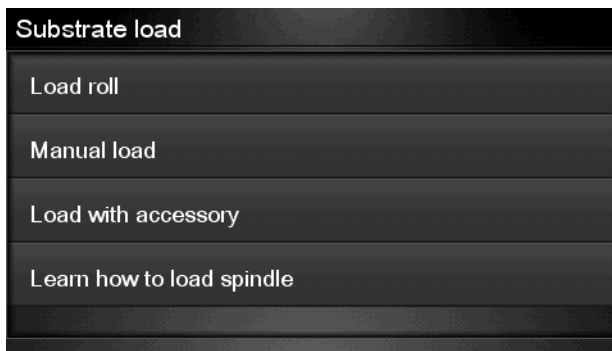 Substrate load
Load roll
Manual load
Load with accessory
Learn how to load spindle